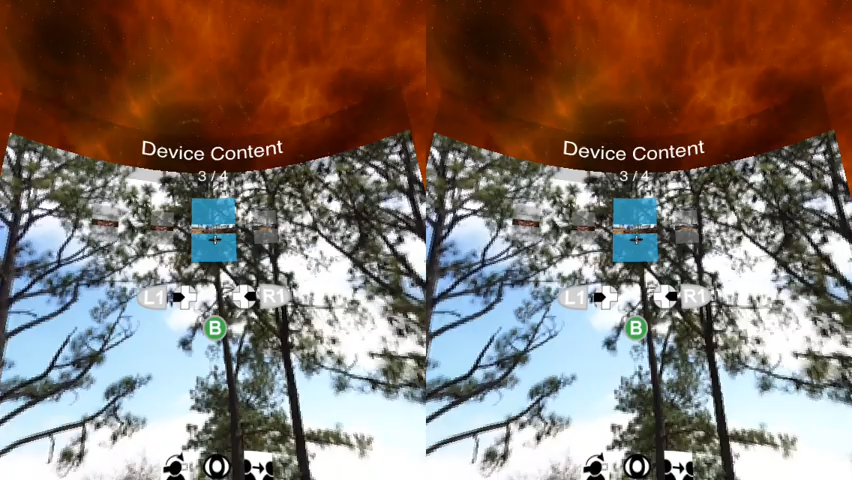 Device Content
3 / 4
L1 R1
B
Device Content
3 / 4
L1 R1
B